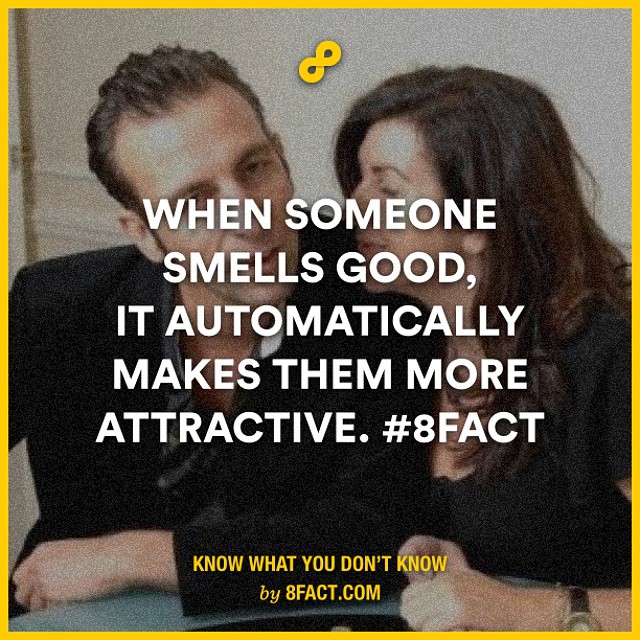 WHEN SOMEONE
SMELLS GOOD,
IT AUTOMATICALLY
MAKES THEM MORE
ATTRACTIVE. #8FACT
KNOW WHAT YOU DON'T KNOW
by 8FACT.COM